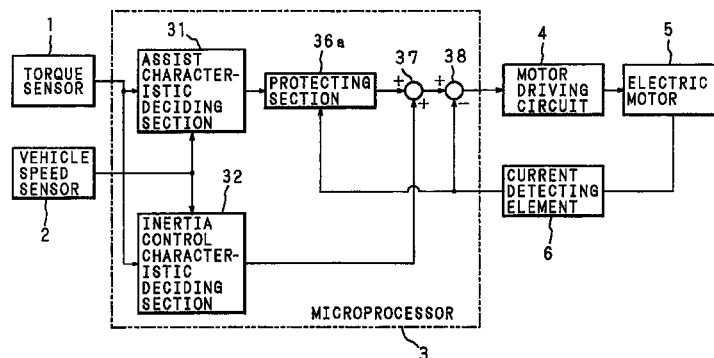 1
TORQUE
SENSOR
VEHICLE
SPEED
SENSOR
2
31
ASSIST
CHARACTER-
ISTIC
DECIDING
SECTION
32
INERTIA
CONTROL
CHARACTER-
ISTIC
DECIDING
SECTION
36a
PROTECTING
SECTION
+
37
+
+
38
−
MICROPROCESSOR
3
4
MOTOR
DRIVING
CIRCUIT
5
ELECTRIC
MOTOR
CURRENT
DETECTING
ELEMENT
6